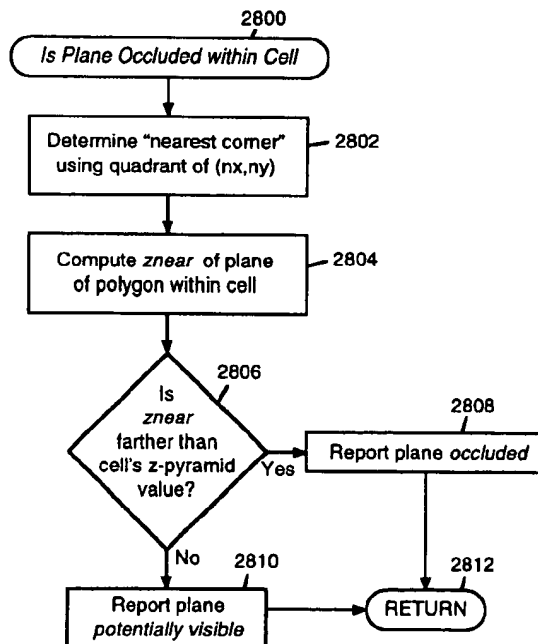 2800
Is Plane Occluded within Cell
Determine "nearest corner"
using quadrant of (nx,ny)
2802
Compute znear of plane
of polygon within cell
2804
2806
Is
znear
farther than
cell's z-pyramid
value?
Yes
2808
Report plane occluded
No
2810
Report plane
potentially visible
2812
RETURN